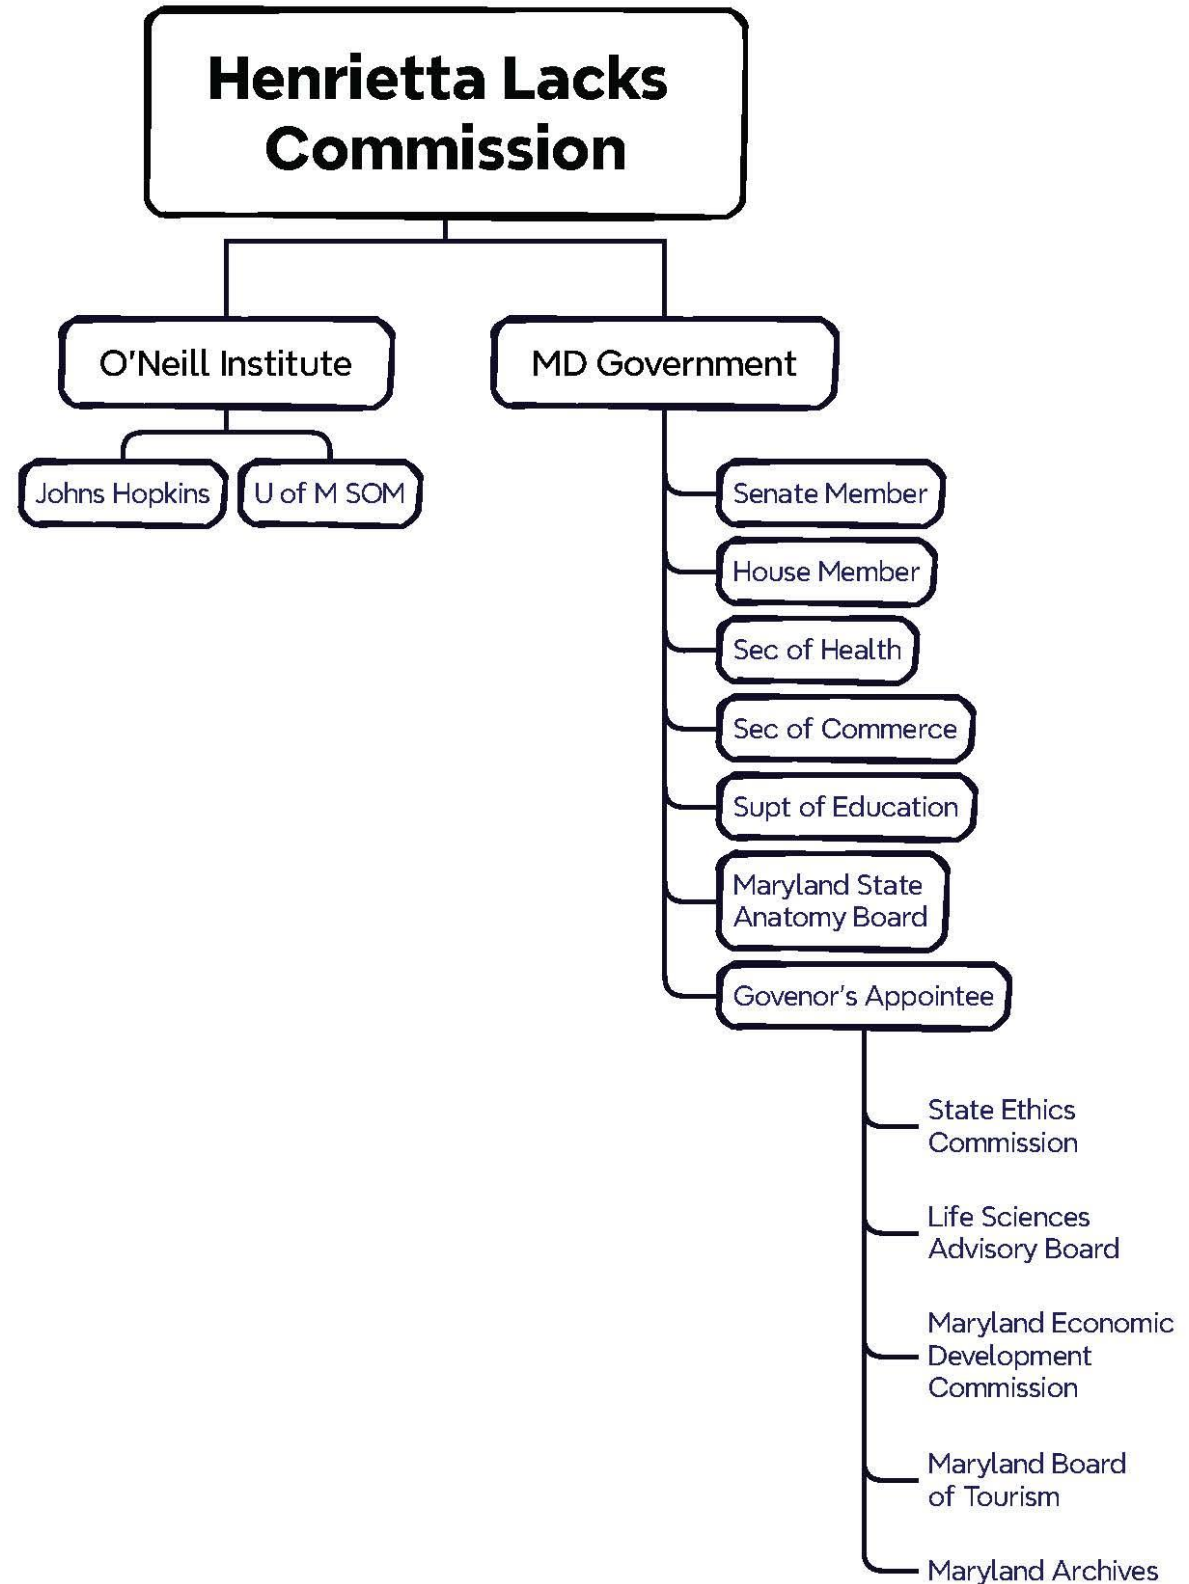 Henrietta Lacks
Commission
O'Neill Institute
MD Government
Johns Hopkins
U of M SOM
Senate Member
House Member
Sec of Health
Sec of Commerce
Supt of Education
Maryland State
Anatomy Board
Govenor's Appointee
State Ethics
Commission
Life Sciences
Advisory Board
Maryland Economic
Development
Commission
Maryland Board
of Tourism
Maryland Archives